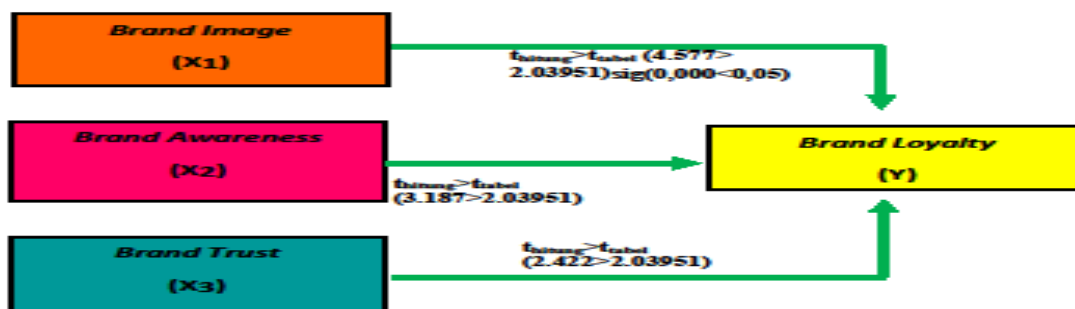 Brand Image
(X1)
thitung>ttabel (4.577>
2.03951)sig(0,000<0,05)
Brand Awareness
(X2)
thitung>ttabel
(3.187>2.03951)
Brand Loyalty
(Y)
Brand Trust
(X3)
thitung>ttabel
(2.422>2.03951)